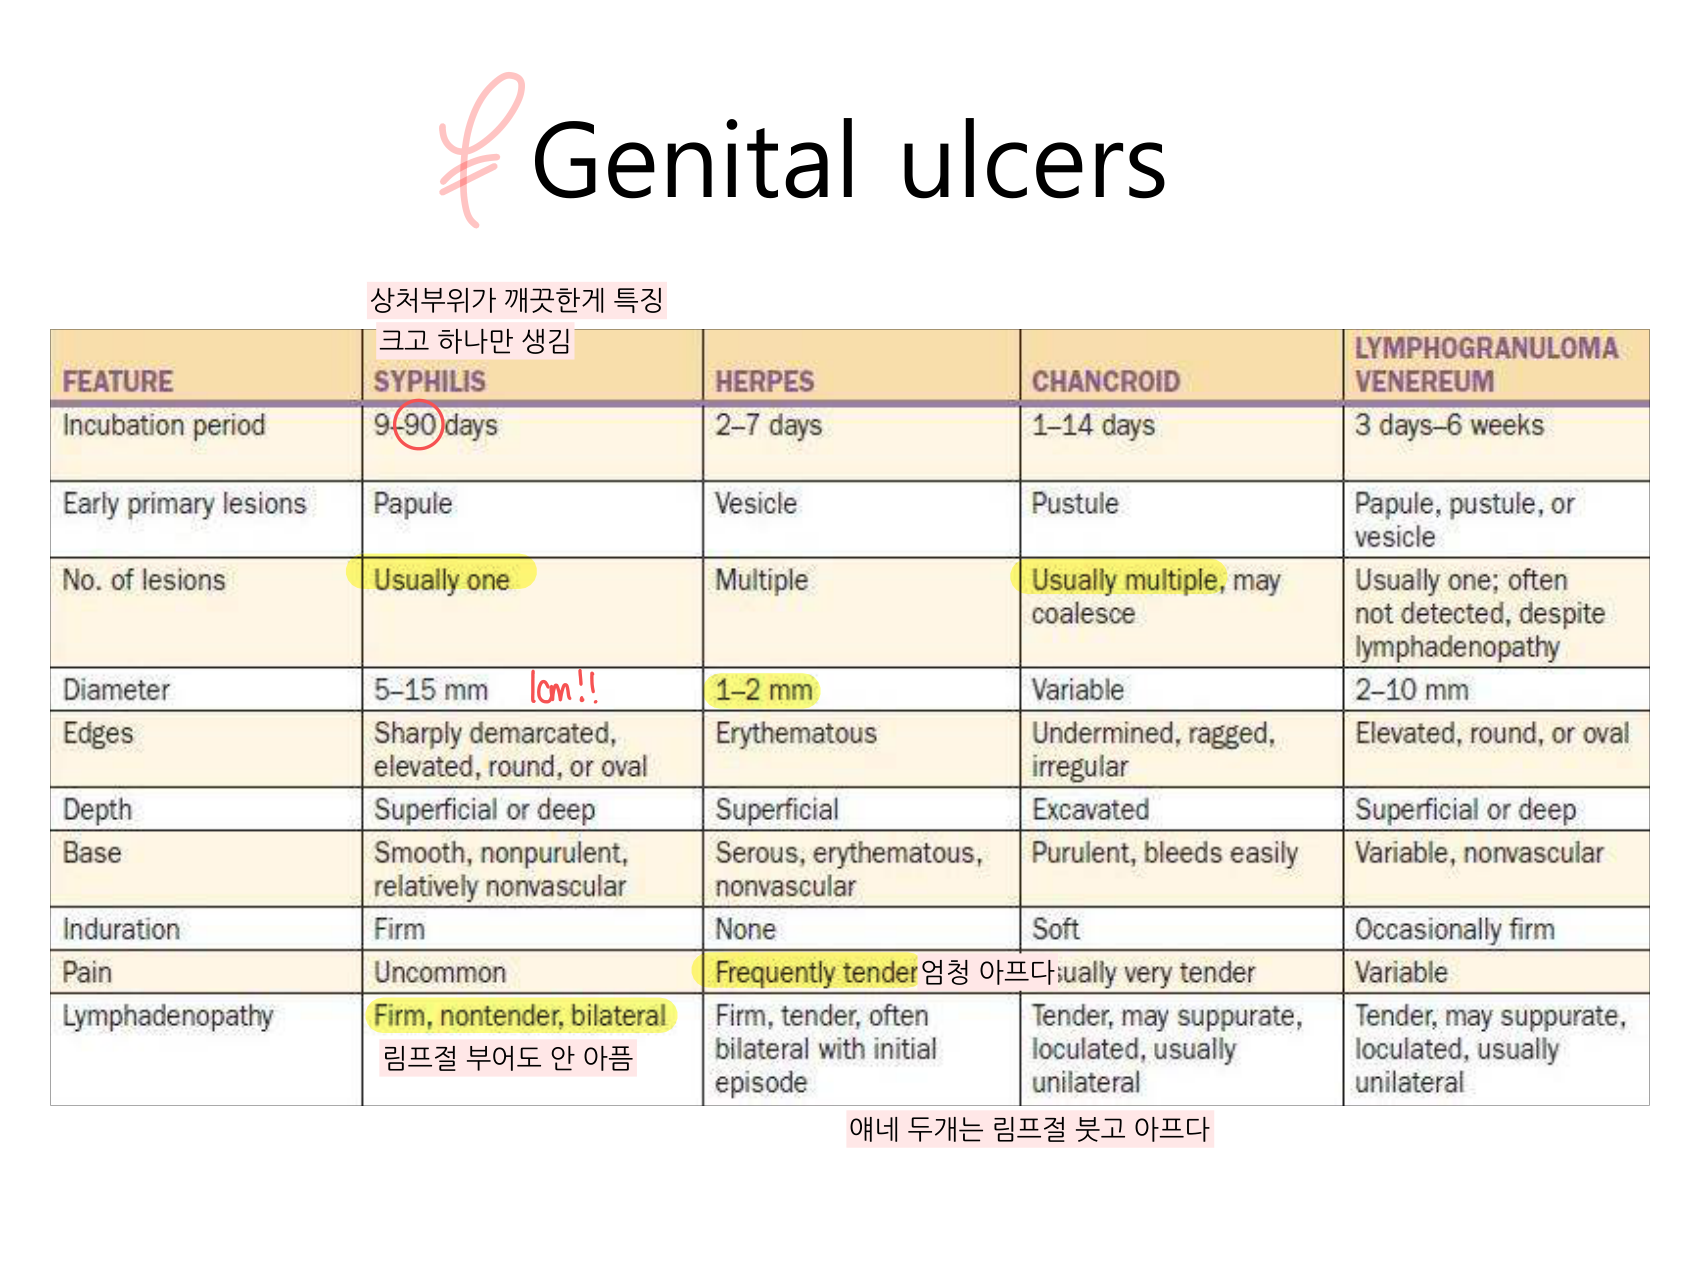 Genital ulcers
상처부위가 깨끗한게 특징
크고 하나만 생김
FEATURE SYPHILIS HERPES CHANCROID LYMPHOGRANULOMA VENEREUM
Incubation period 9–90 days 2–7 days 1–14 days 3 days–6 weeks
Early primary lesions Papule Vesicle Pustule Papule, pustule, or
vesicle
No. of lesions Usually one Multiple Usually multiple, may Usually one; often
coalesce not detected, despite
lymphadenopathy
Diameter 5–15 mm 1cm!! 1–2 mm Variable 2–10 mm
Edges Sharply demarcated, Erythematous Undermined, ragged, Elevated, round, or oval
elevated, round, or oval irregular
Depth Superficial or deep Superficial Excavated Superficial or deep
Base Smooth, nonpurulent, Serous, erythematous, Purulent, bleeds easily Variable, nonvascular
relatively nonvascular nonvascular
Induration Firm None Soft Occasionally firm
Pain Uncommon Frequently tender 엄청 아프다 sually very tender Variable
Lymphadenopathy Firm, nontender, bilateral Firm, tender, often Tender, may suppurate, Tender, may suppurate,
림프절 부어도 안 아픔 bilateral with initial loculated, usually loculated, usually
episode unilateral unilateral
얘네 두개는 림프절 붓고 아프다